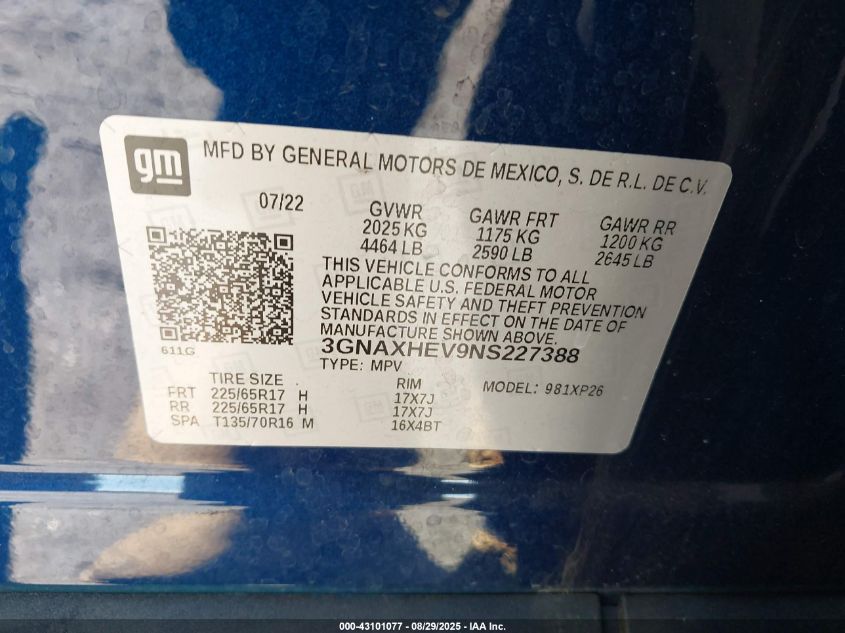 gm
MFD BY GENERAL MOTORS DE MEXICO, S. DE R.L. DE C.V.
07/22
GVWR
2025 KG
4464 LB
GAWR FRT
1175 KG
2590 LB
GAWR RR
1200 KG
2645 LB
THIS VEHICLE CONFORMS TO ALL
APPLICABLE U.S. FEDERAL MOTOR
VEHICLE SAFETY AND THEFT PREVENTION
STANDARDS IN EFFECT ON THE DATE OF
MANUFACTURE SHOWN ABOVE.
611G
3GNAXHEV9NS227388
TYPE: MPV
MODEL: 981XP26
TIRE SIZE RIM
FRT 225/65R17 H 17X7J
RR 225/65R17 H 17X7J
SPA T135/70R16 M 16X4BT
000-43101077 - 08/29/2025 - IAA Inc.